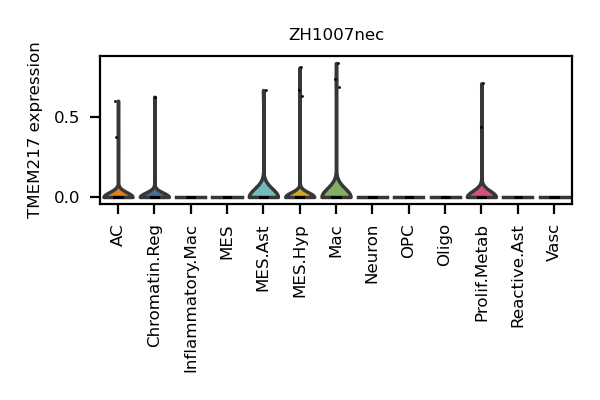 ZH1007nec
TMEM217 expression
0.5
0.0
AC
Chromatin.Reg
Inflammatory.Mac
MES
MES.Ast
MES.Hyp
Mac
Neuron
OPC
Oligo
Prolif.Metab
Reactive.Ast
Vasc